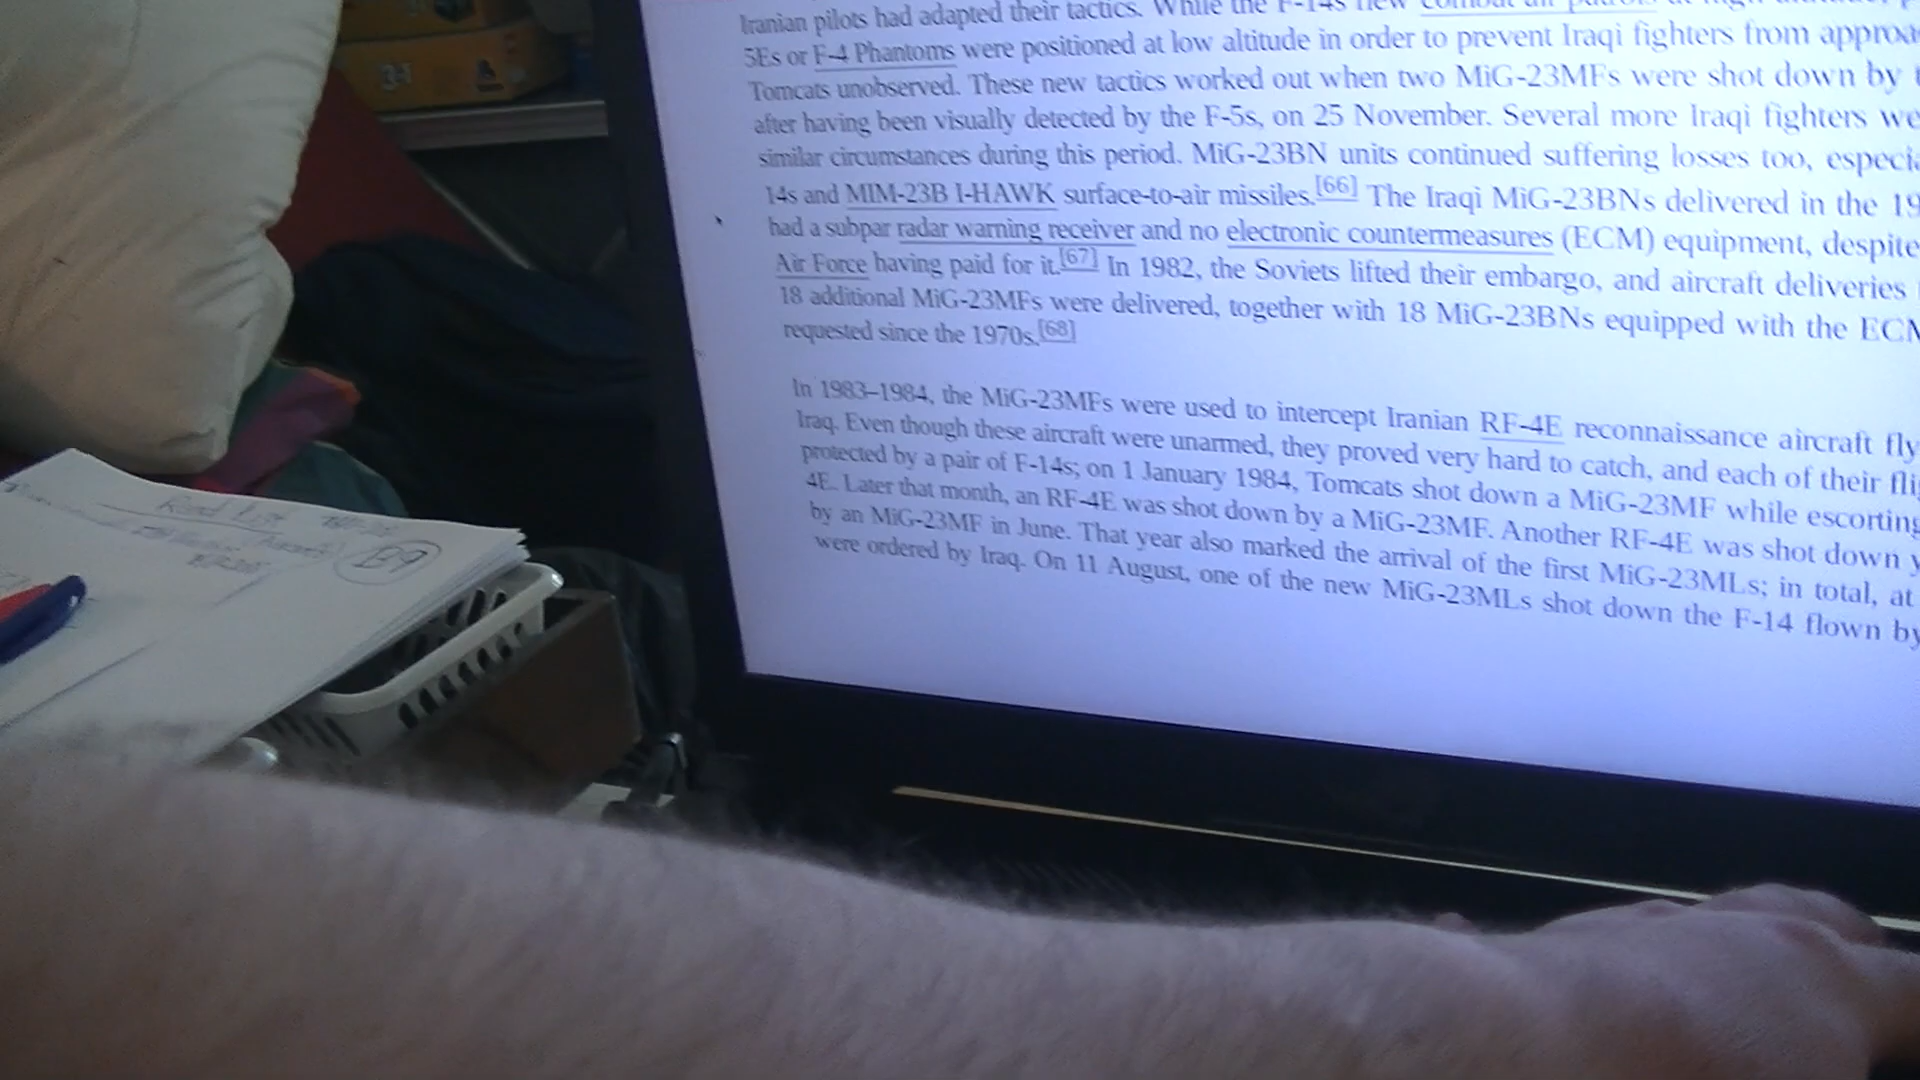 Iranian pilots had adapted their tactics. While the F-14s new combat air patrols at high
5Es or F-4 Phantoms were positioned at low altitude in order to prevent Iraqi fighters from
Tomcats unobserved. These new tactics worked out when two MiG-23MFs were shot down by
after having been visually detected by the F-5s, on 25 November. Several more Iraqi fighters
similar circumstances during this period. MiG-23BN units continued suffering losses too,
14s and MIM-23B I-HAWK surface-to-air missiles.[66] The Iraqi MiG-23BNs delivered in the 19
had a subpar radar warning receiver and no electronic countermeasures (ECM) equipment, despite
Air Force having paid for it.[67] In 1982, the Soviets lifted their embargo, and aircraft deliveries
18 additional MiG-23MFs were delivered, together with 18 MiG-23BNs equipped with the ECM
requested since the 1970s.[68]
In 1983–1984, the MiG-23MFs were used to intercept Iranian RF-4E reconnaissance aircraft fly
Iraq. Even though these aircraft were unarmed, they proved very hard to catch, and each of their fli
protected by a pair of F-14s; on 1 January 1984, Tomcats shot down a MiG-23MF while escorting
4E. Later that month, an RF-4E was shot down by a MiG-23MF. Another RF-4E was shot down
by an MiG-23MF in June. That year also marked the arrival of the first MiG-23MLs; in total, at
were ordered by Iraq. On 11 August, one of the new MiG-23MLs shot down the F-14 flown by
Read List